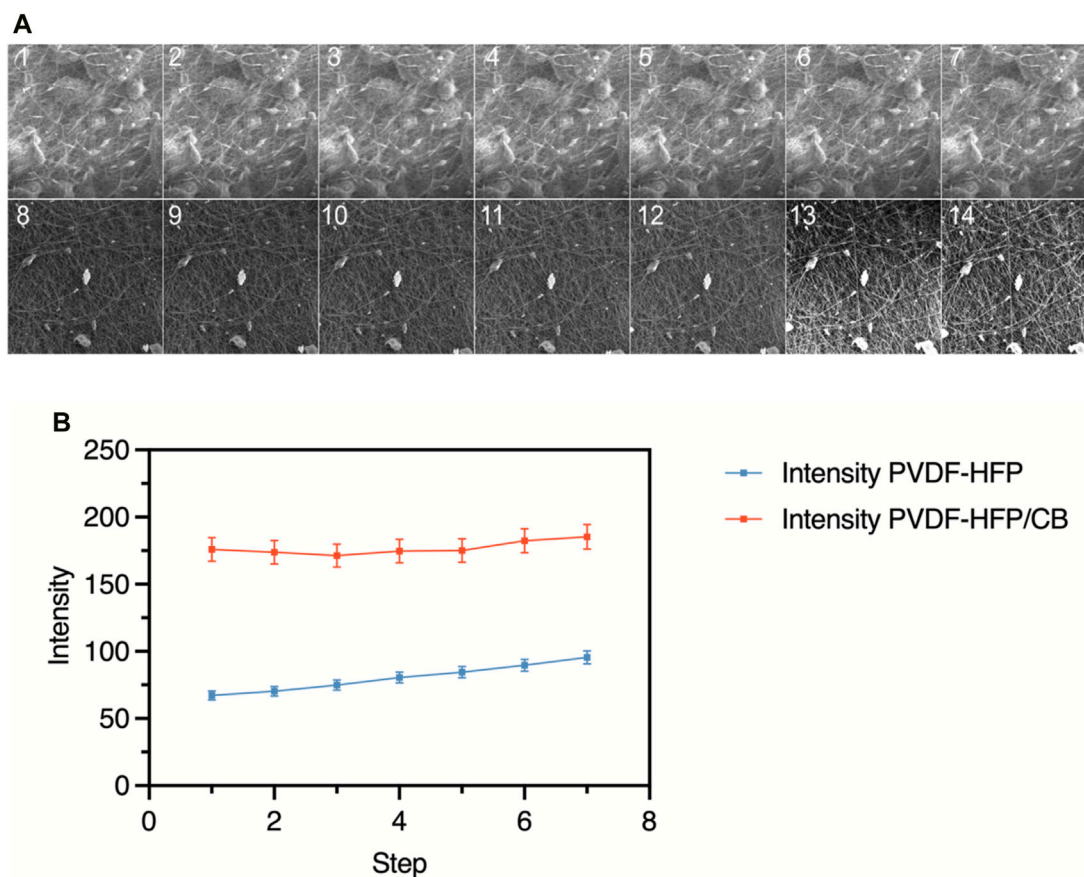 A
1 2 3 4 5 6 7
8 9 10 11 12 13 14
B
250
200
150
100
50
0
Intensity
0 2 4 6 8
Step
Intensity PVDF-HFP
Intensity PVDF-HFP/CB